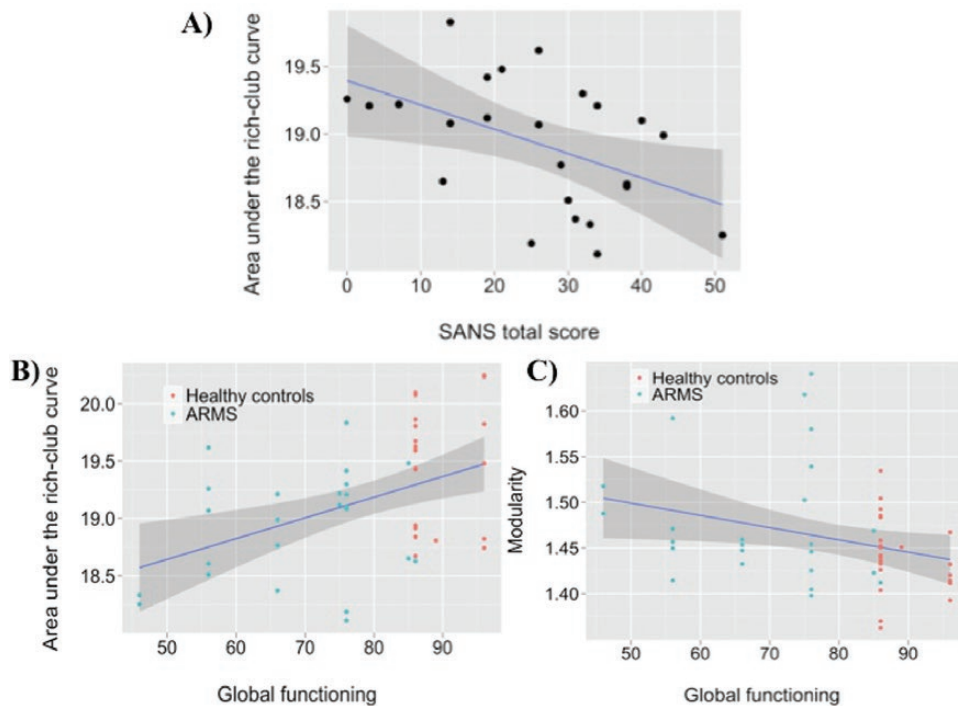 A)
Area under the rich-club curve
19.5
19.0
18.5
0 10 20 30 40 50
SANS total score
B)
Area under the rich-club curve
Healthy controls
ARMS
20.0
19.5
19.0
18.5
50 60 70 80 90
Global functioning
C)
Modularity
Healthy controls
ARMS
1.60
1.55
1.50
1.45
1.40
50 60 70 80 90
Global functioning